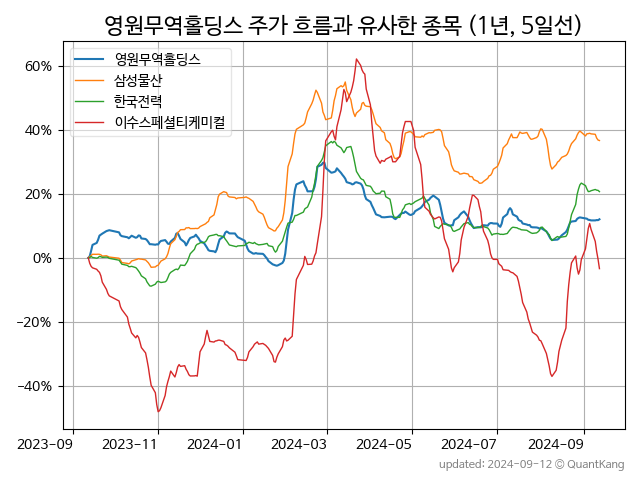 영원무역홀딩스 주가 흐름과 유사한 종목 (1년, 5일선)
영원무역홀딩스
삼성물산
한국전력
이수스페셜티케미컬
60%
40%
20%
0%
−20%
−40%
2023-09 2023-11 2024-01 2024-03 2024-05 2024-07 2024-09
updated: 2024-09-12 © QuantKang